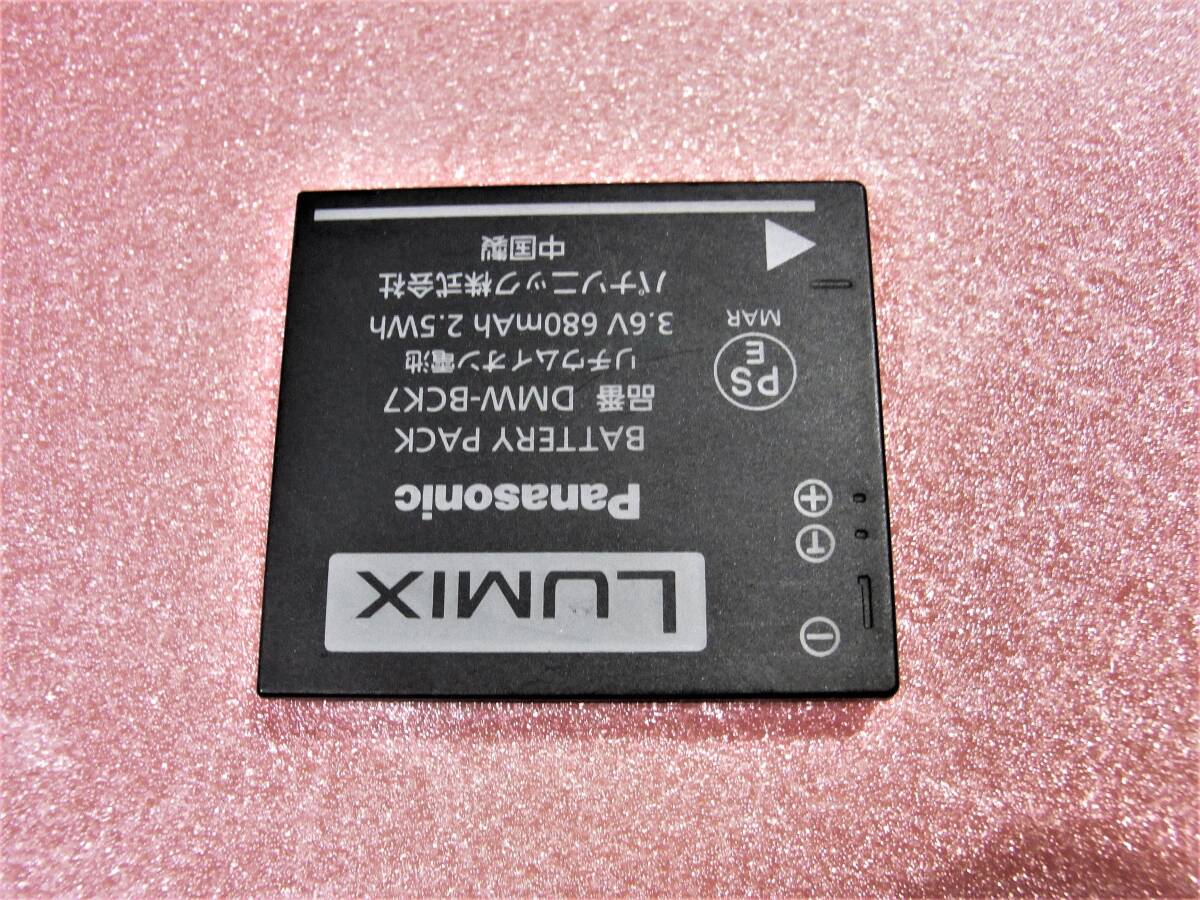 LUMIX
Panasonic
BATTERY PACK
品番 DMW-BCK7
リチウムイオン電池
3.6V 680mAh 2.5Wh
パナソニック株式会社
中国製
T
PS
E
MAR